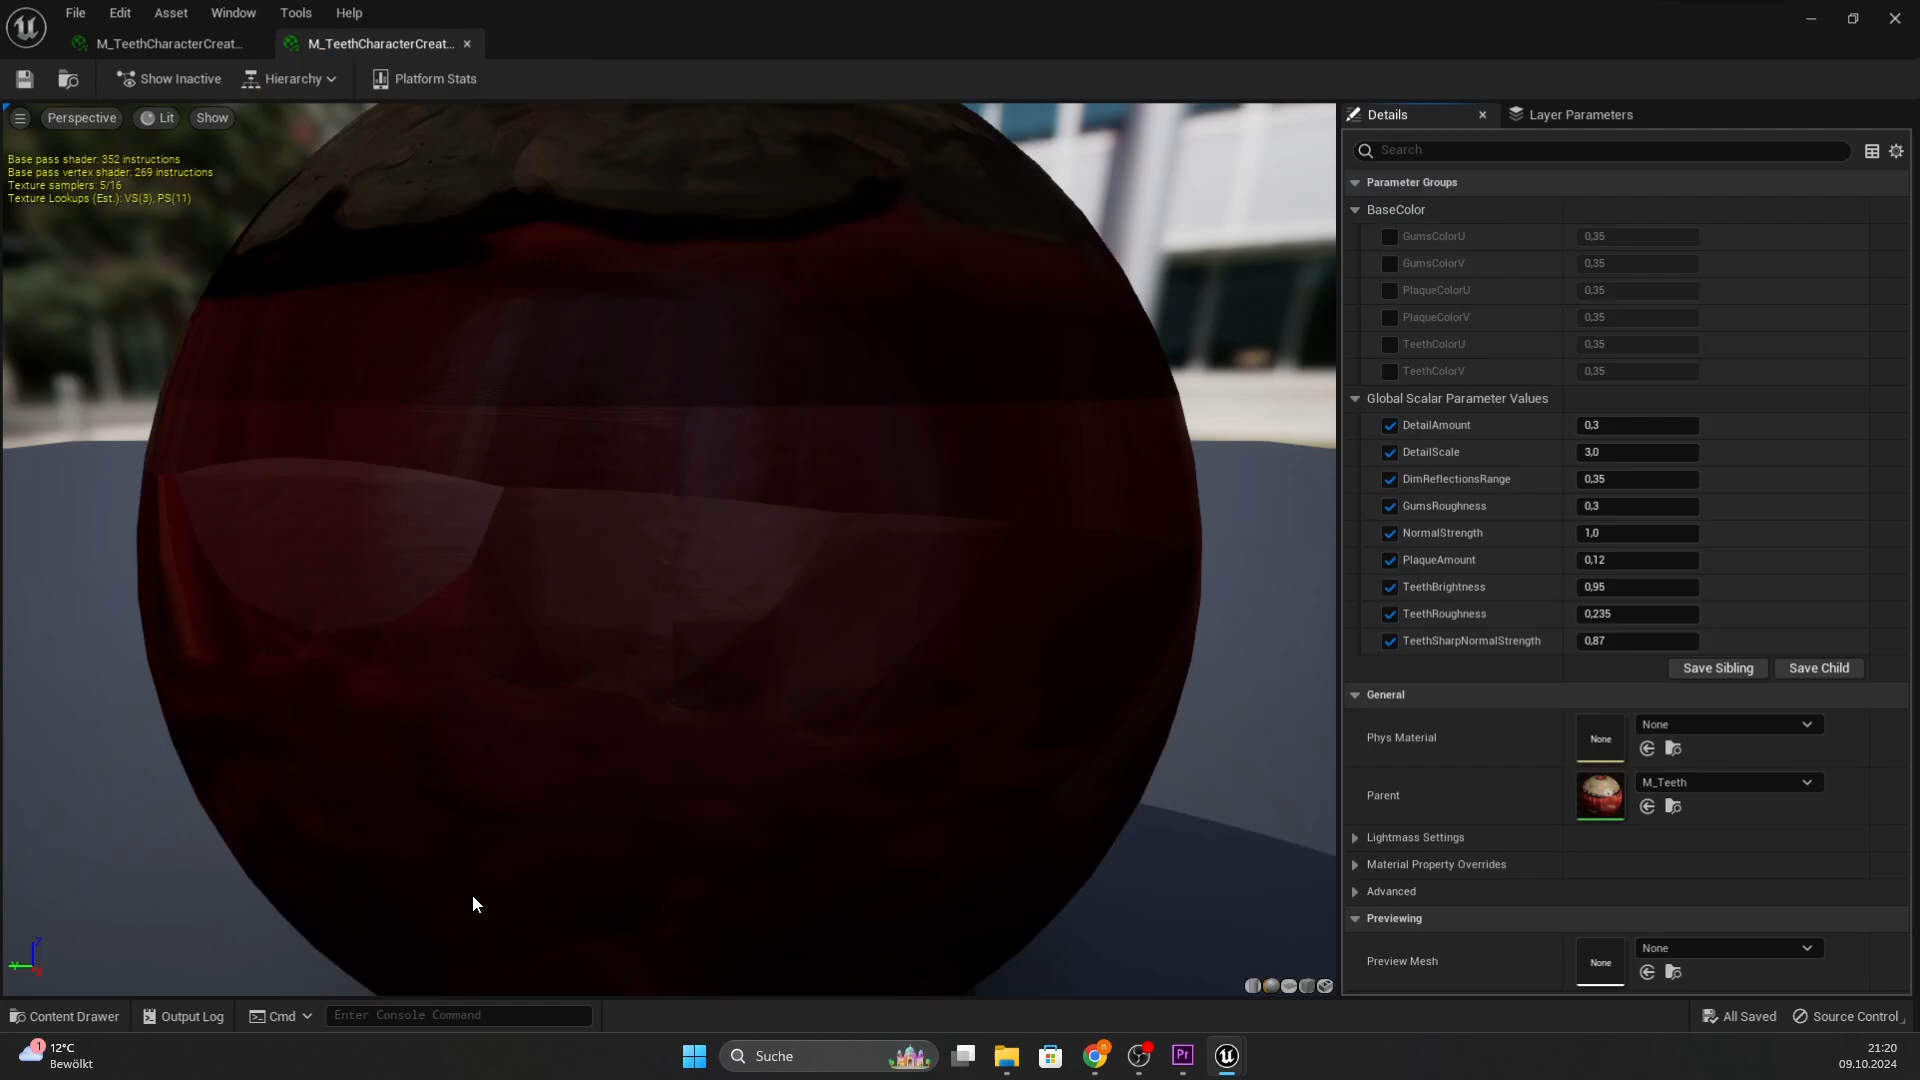 File Edit Asset Window Tools Help
M_TeethCharacterCreat...
M_TeethCharacterCreat...
Show Inactive
Hierarchy
Platform Stats
Perspective
Lit
Show
Base pass shader: 352 instructions
Base pass vertex shader: 269 instructions
Texture samplers: 5/16
Texture Lookups (Est.): VS(3), PS(11)
Details
Layer Parameters
Search
Parameter Groups
BaseColor
GumsColorU 0,35
GumsColorV 0,35
PlaqueColorU 0,35
PlaqueColorV 0,35
TeethColorU 0,35
TeethColorV 0,35
Global Scalar Parameter Values
DetailAmount 0,3
DetailScale 3,0
DimReflectionsRange 0,35
GumsRoughness 0,3
NormalStrength 1,0
PlaqueAmount 0,12
TeethBrightness 0,95
TeethRoughness 0,235
TeethSharpNormalStrength 0,87
Save Sibling
Save Child
General
Phys Material
None
None
Parent
M_Teeth
Lightmass Settings
Material Property Overrides
Advanced
Previewing
Preview Mesh
None
None
Z
Y
Content Drawer
Output Log
Cmd
Enter Console Command
All Saved
Source Control
1
12°C
Bewölkt
Suche
n
Pr
21:20
09.10.2024